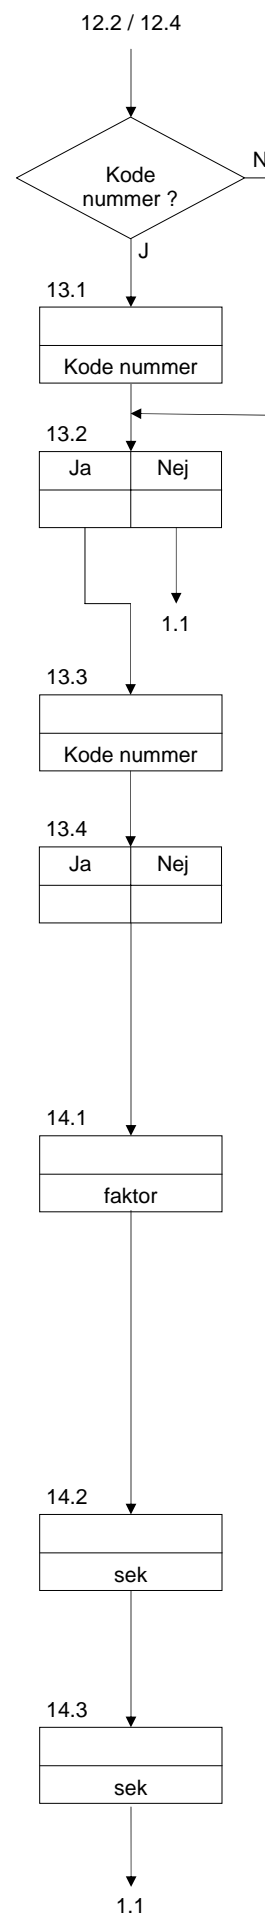 12.2 / 12.4
Kode
nummer ?
N
J
13.1
Kode nummer
13.2
Ja Nej
1.1
13.3
Kode nummer
13.4
Ja Nej
14.1
faktor
14.2
sek
14.3
sek
1.1